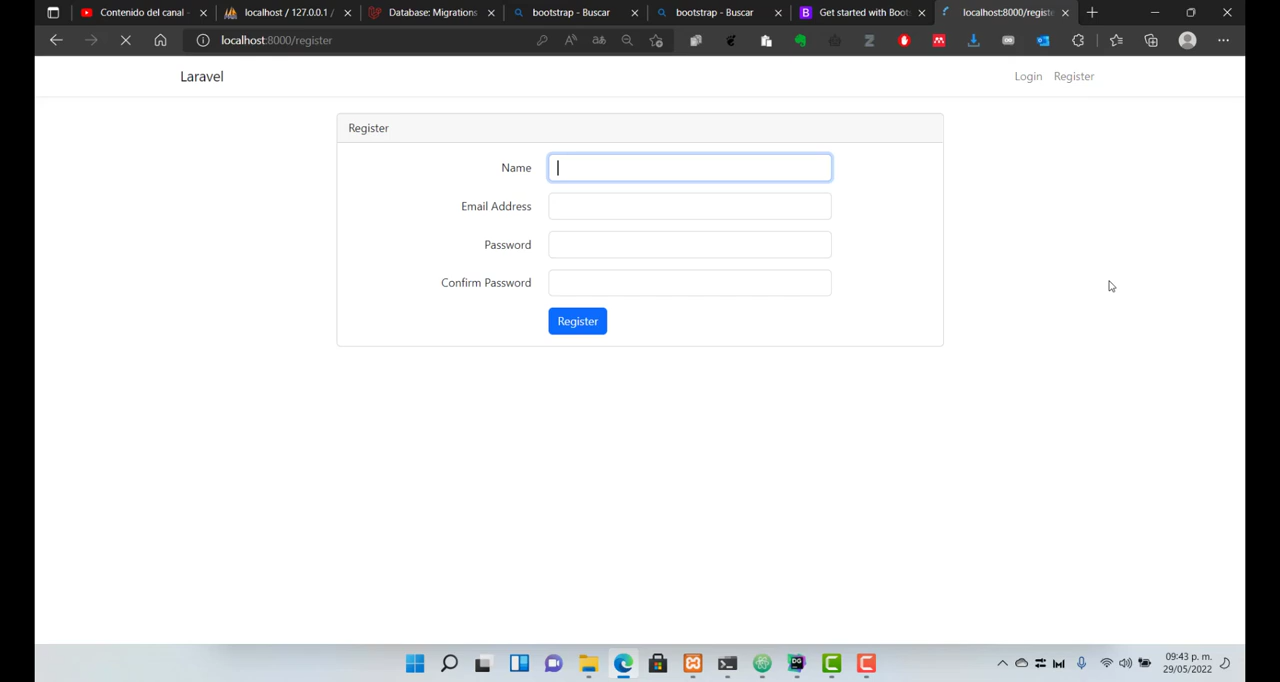 Contenido del canal -
localhost / 127.0.0.1 /
Database: Migrations
bootstrap - Buscar
bootstrap - Buscar
B Get started with Boots
localhost:8000/registe
localhost:8000/register
Laravel
Login Register
Register
Name
Email Address
Password
Confirm Password
Register
09:43 p. m.
29/05/2022